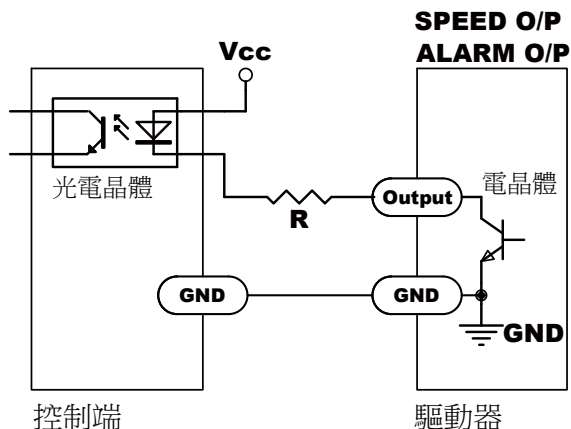 SPEED O/P
ALARM O/P
Vcc
光電晶體
R
Output
電晶體
GND
GND
GND
控制端
驅動器